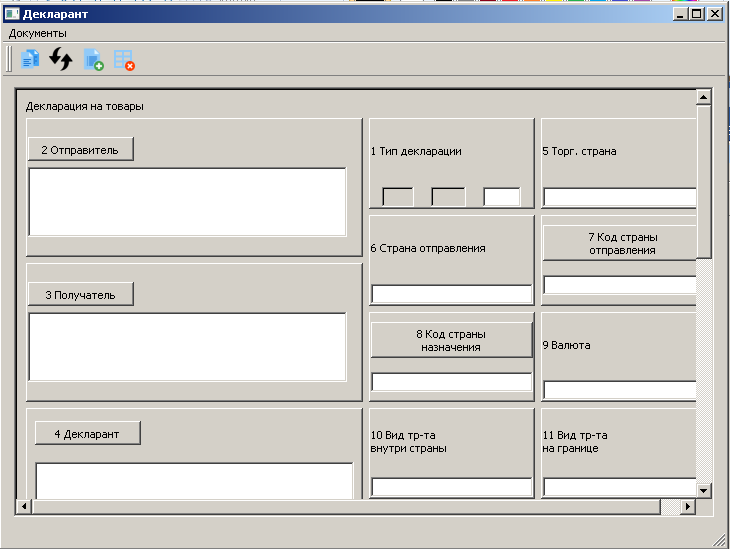 Декларант
Документы
Декларация на товары
2 Отправитель
1 Тип декларации
5 Торг. страна
6 Страна отправления
7 Код страны
отправления
3 Получатель
8 Код страны
назначения
9 Валюта
4 Декларант
10 Вид тр-та
внутри страны
11 Вид тр-та
на границе